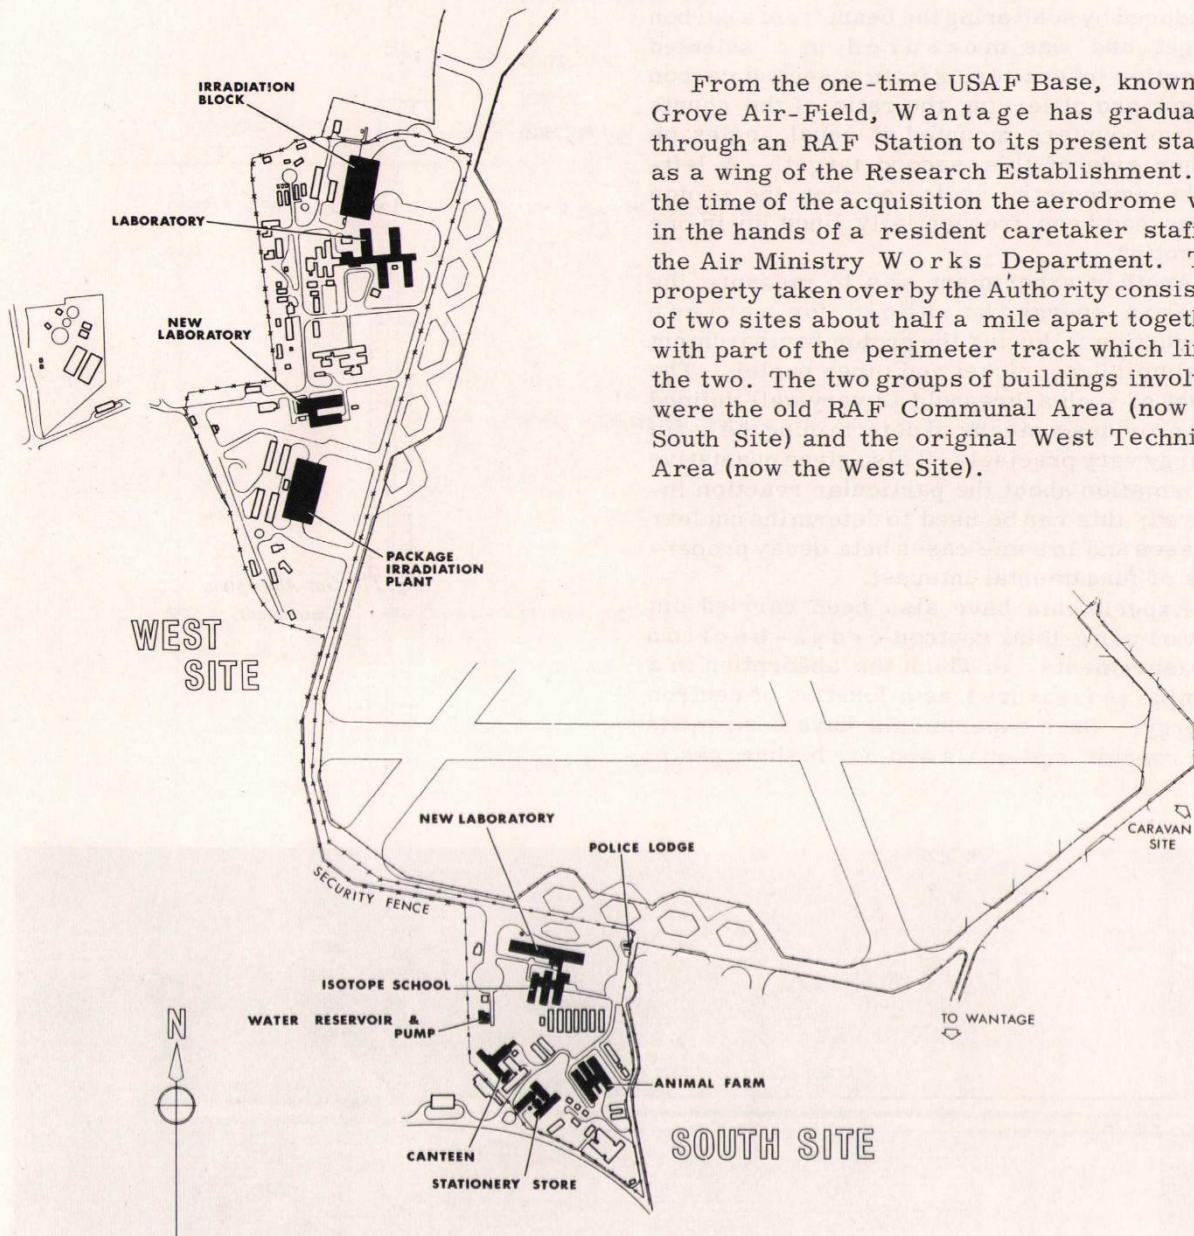 From the one-time USAF Base, known
Grove Air-Field, Wantage has gradua
through an RAF Station to its present sta
as a wing of the Research Establishment.
the time of the acquisition the aerodrome
in the hands of a resident caretaker staf
the Air Ministry Works Department. T
property taken over by the Authority consis
of two sites about half a mile apart togeth
with part of the perimeter track which li
the two. The two groups of buildings invol
were the old RAF Communal Area (now
South Site) and the original West Techni
Area (now the West Site).
IRRADIATION
BLOCK
LABORATORY
NEW
LABORATORY
PACKAGE
IRRADIATION
PLANT
WEST
SITE
NEW LABORATORY
POLICE LODGE
CARAVAN
SITE
SECURITY FENCE
ISOTOPE SCHOOL
WATER RESERVOIR &
PUMP
TO WANTAGE
N
ANIMAL FARM
SOUTH SITE
CANTEEN
STATIONERY STORE